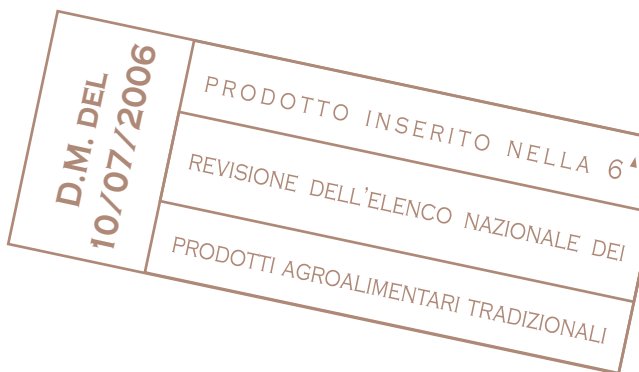 D.M. DEL
10/07/2006
PRODOTTO INSERITO NELLA 6ᴬ
REVISIONE DELL'ELENCO NAZIONALE DEI
PRODOTTI AGROALIMENTARI TRADIZIONALI